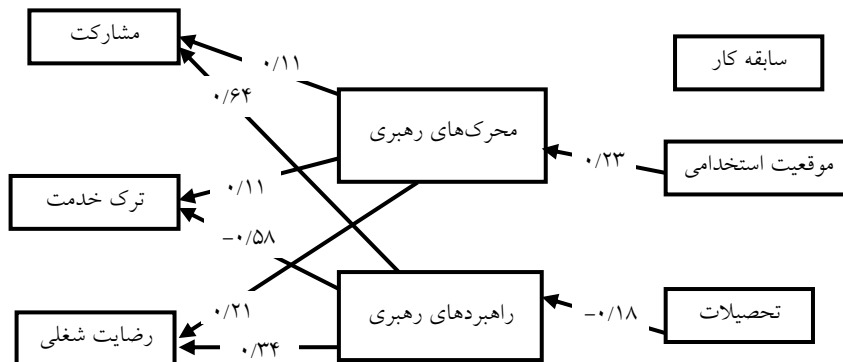 سابقه کار
مشارکت
۰/۱۱
۰/۶۴
محرک‌های رهبری
موقعیت استخدامی
۰/۲۳
۰/۱۱
ترک خدمت
−۰/۵۸
تحصیلات
−۰/۱۸
راهبردهای رهبری
۰/۲۱
رضایت شغلی
۰/۳۴